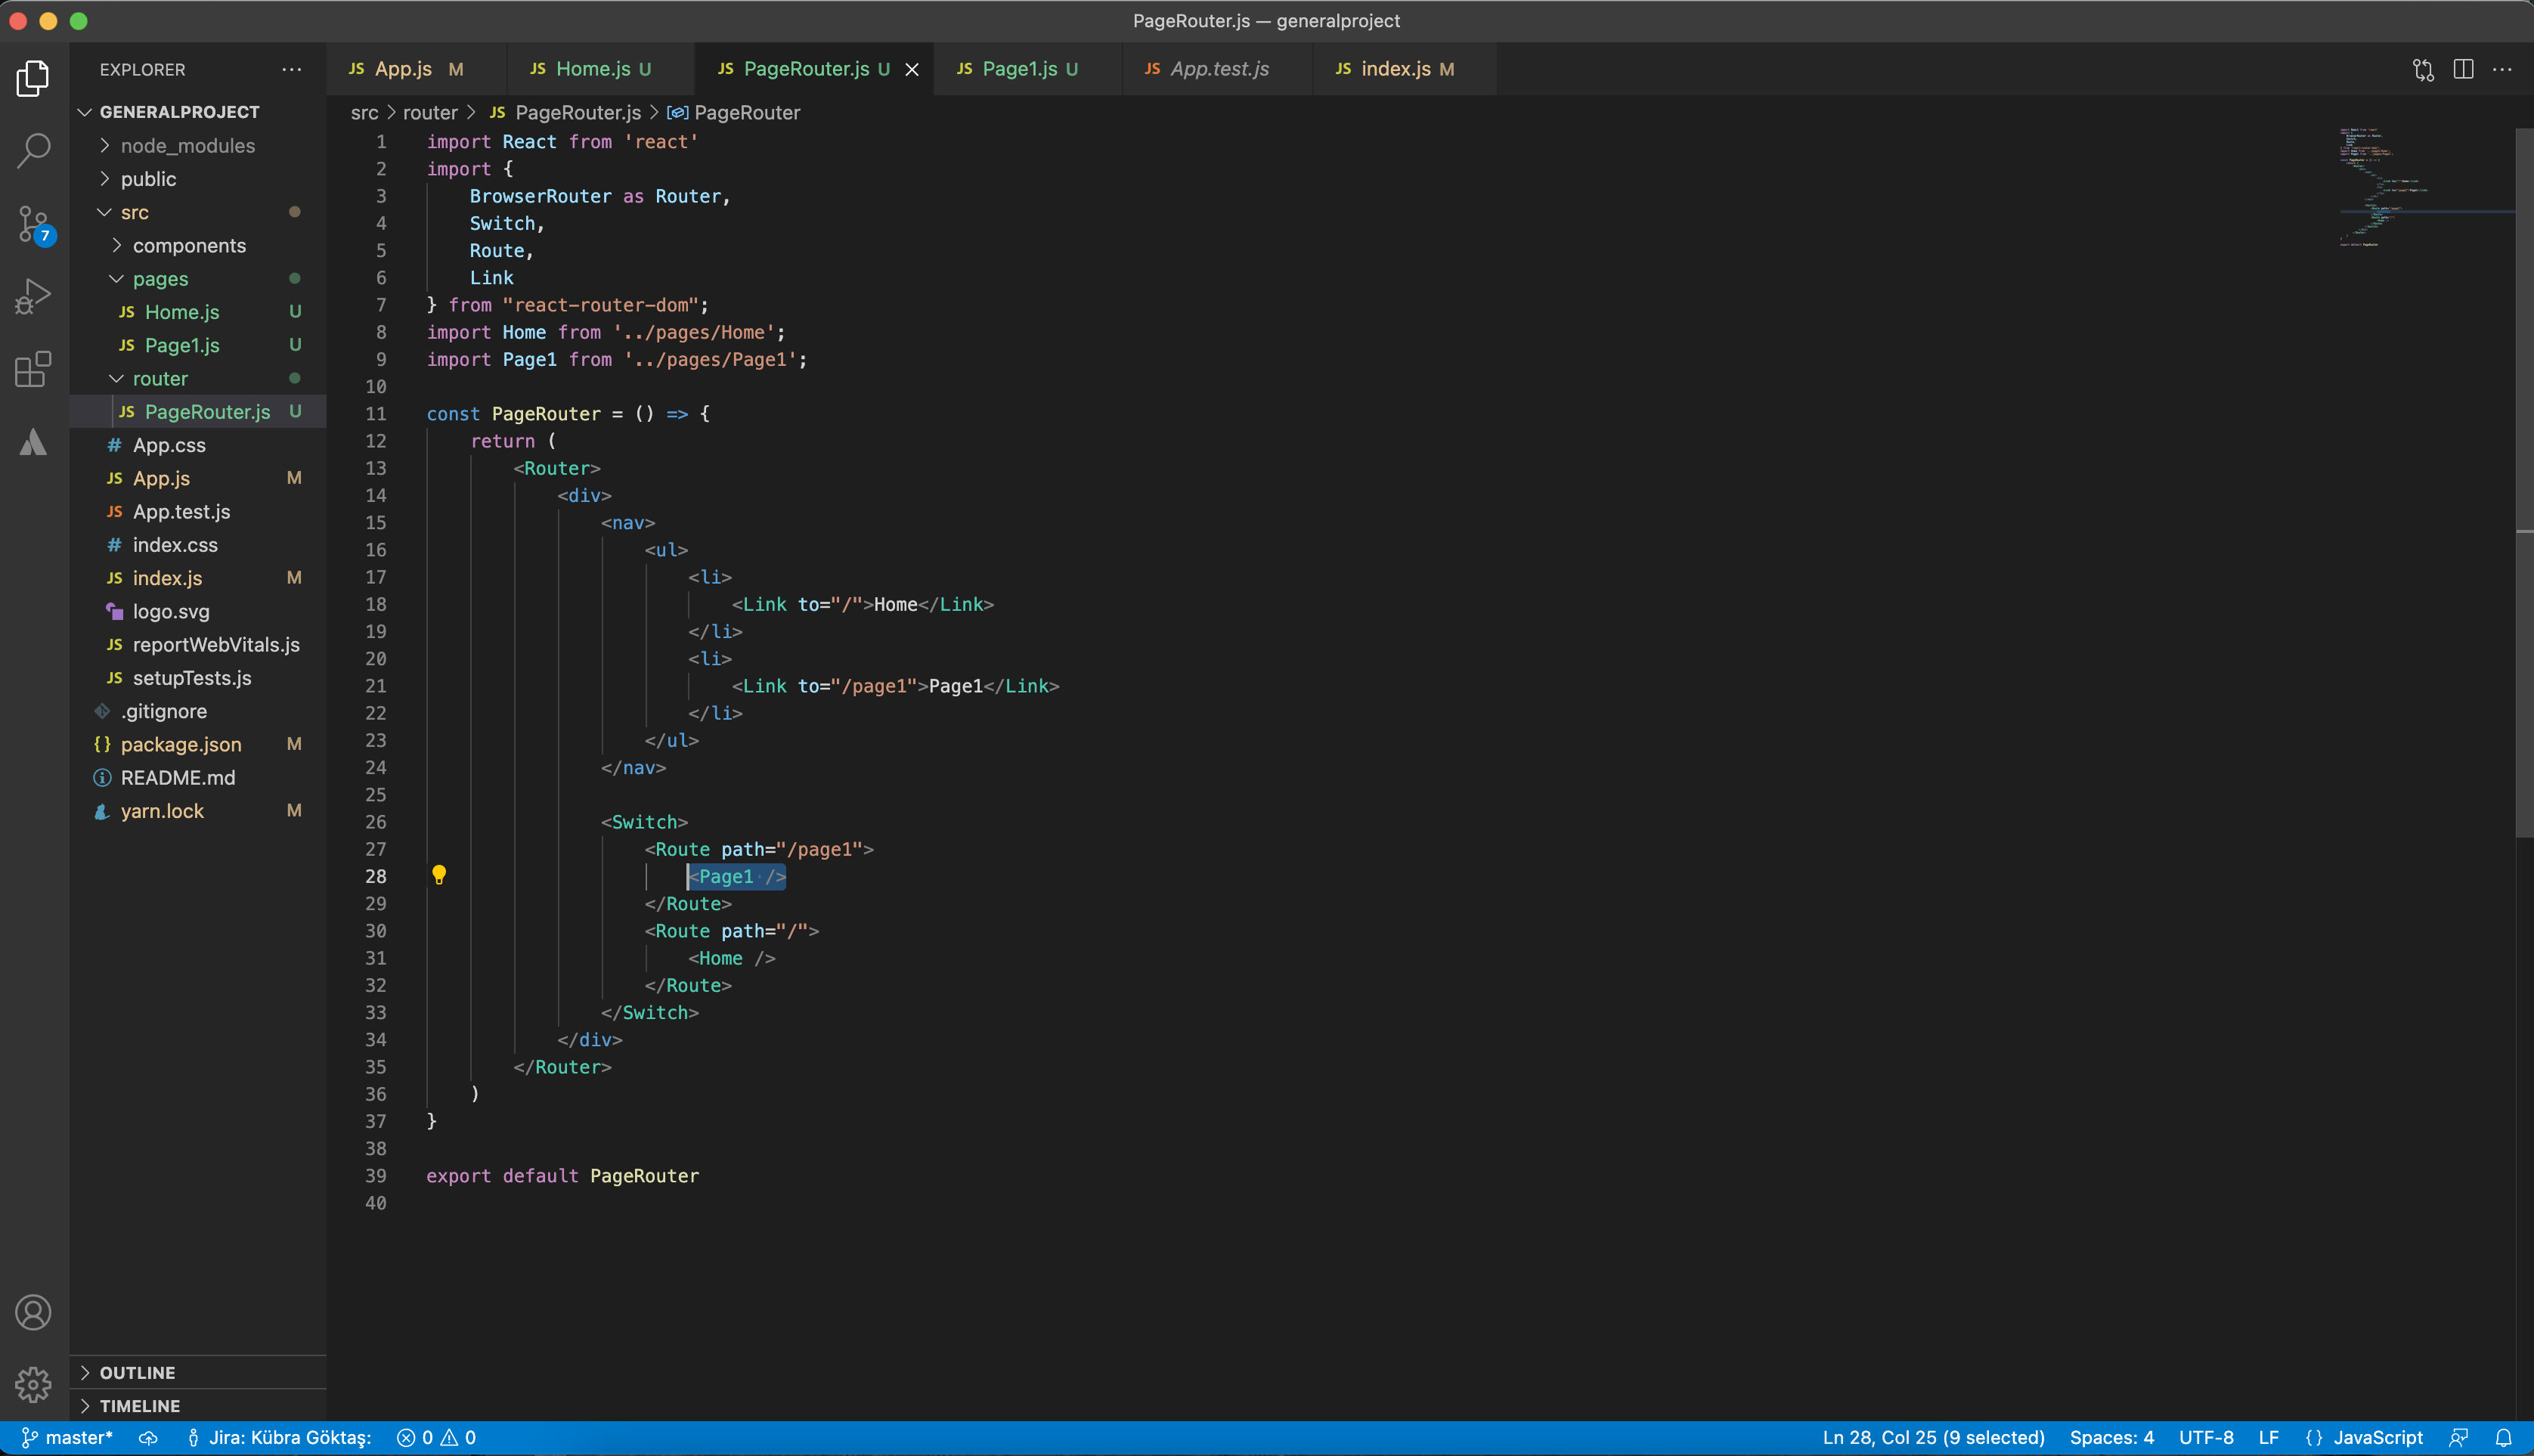 PageRouter.js — generalproject
EXPLORER
GENERALPROJECT
node_modules
public
src
components
pages
JS Home.js U
JS Page1.js U
router
JS PageRouter.js U
# App.css
JS App.js M
JS App.test.js
# index.css
JS index.js M
logo.svg
JS reportWebVitals.js
JS setupTests.js
.gitignore
{} package.json M
README.md
yarn.lock M
OUTLINE
TIMELINE
7
JS App.js M JS Home.js U JS PageRouter.js U JS Page1.js U JS App.test.js JS index.js M
src > router > JS PageRouter.js > PageRouter
1 import React from 'react'
2 import {
3 BrowserRouter as Router,
4 Switch,
5 Route,
6 Link
7 } from "react-router-dom";
8 import Home from '../pages/Home';
9 import Page1 from '../pages/Page1';
10
11 const PageRouter = () => {
12 return (
13 <Router>
14 <div>
15 <nav>
16 <ul>
17 <li>
18 <Link to="/">Home</Link>
19 </li>
20 <li>
21 <Link to="/page1">Page1</Link>
22 </li>
23 </ul>
24 </nav>
25
26 <Switch>
27 <Route path="/page1">
28 <Page1 />
29 </Route>
30 <Route path="/">
31 <Home />
32 </Route>
33 </Switch>
34 </div>
35 </Router>
36 )
37 }
38
39 export default PageRouter
40
master* Jira: Kübra Göktaş: 0 0 Ln 28, Col 25 (9 selected) Spaces: 4 UTF-8 LF {} JavaScript